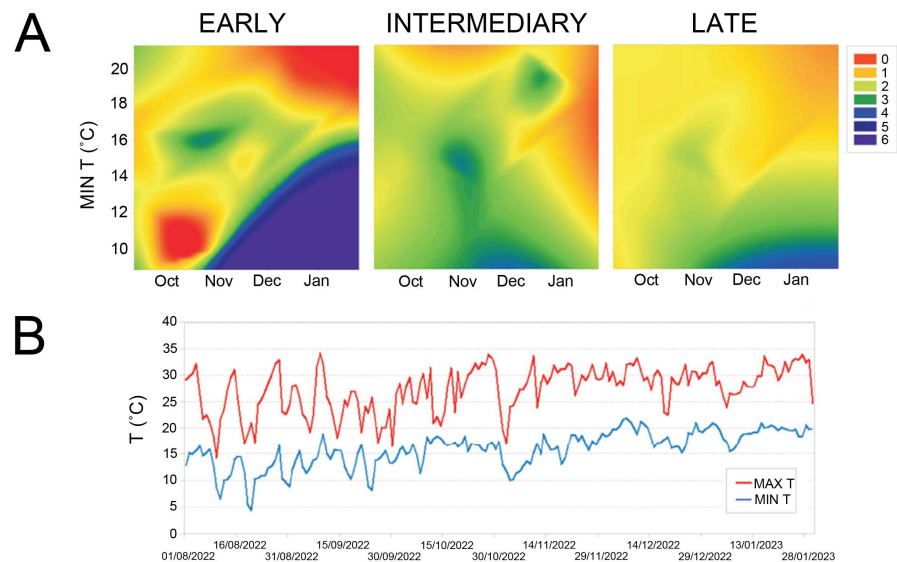 A
EARLY INTERMEDIARY LATE
MIN T (°C)
20
18
16
14
12
10
Oct Nov Dec Jan
Oct Nov Dec Jan
Oct Nov Dec Jan
0
1
2
3
4
5
6
B
T (°C)
40
35
30
25
20
15
10
5
0
MAX T
MIN T
16/08/2022 15/09/2022 15/10/2022 14/11/2022 14/12/2022 13/01/2023
01/08/2022 31/08/2022 30/09/2022 30/10/2022 29/11/2022 29/12/2022 28/01/2023